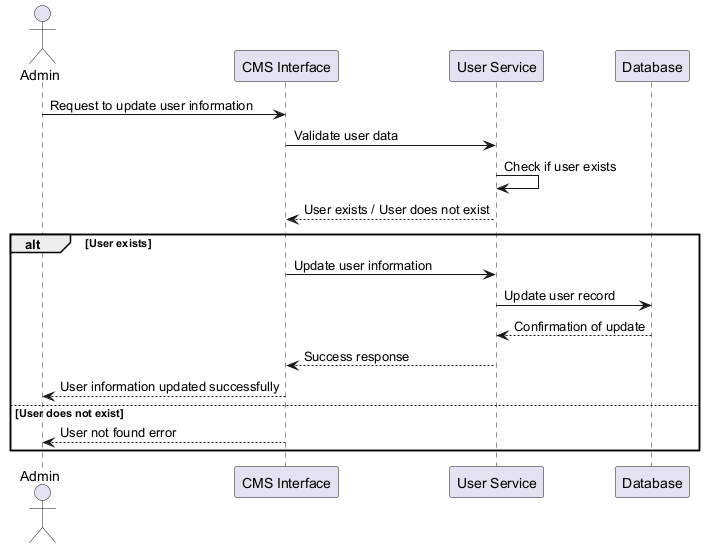 Admin
CMS Interface
User Service
Database
Request to update user information
Validate user data
Check if user exists
User exists / User does not exist
alt
[User exists]
Update user information
Update user record
Confirmation of update
Success response
User information updated successfully
[User does not exist]
User not found error
Admin
CMS Interface
User Service
Database